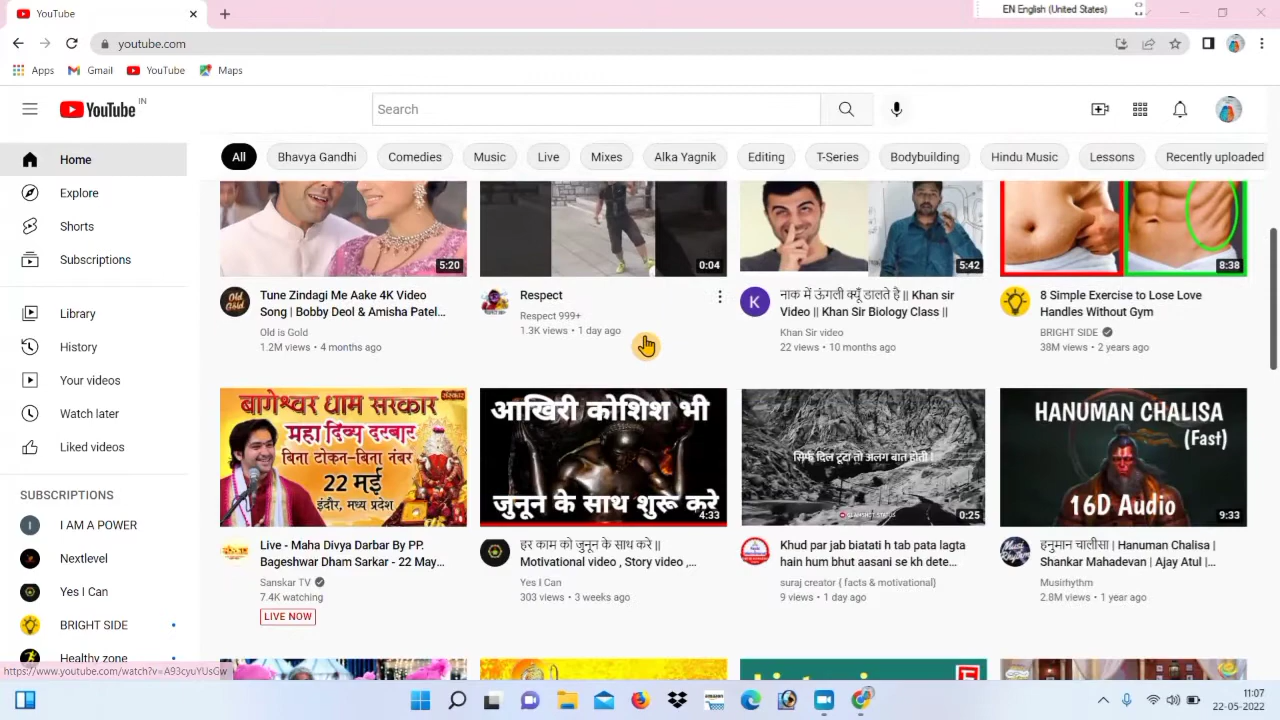 YouTube
EN English (United States)
youtube.com
Apps
Gmail
YouTube
Maps
YouTube IN
Search
Home
Explore
Shorts
Subscriptions
Library
History
Your videos
Watch later
Liked videos
SUBSCRIPTIONS
I I AM A POWER
Nextlevel
Yes I Can
BRIGHT SIDE
Healthy zone
https://www.youtube.com/watch?v=A93cyuYUsGw
All
Bhavya Gandhi
Comedies
Music
Live
Mixes
Alka Yagnik
Editing
T-Series
Bodybuilding
Hindu Music
Lessons
Recently uploaded
5:20
Old is Gold
Tune Zindagi Me Aake 4K Video
Song | Bobby Deol & Amisha Patel...
Old is Gold
1.2M views • 4 months ago
0:04
Respect
Respect 999+
1.3K views • 1 day ago
5:42
K
नाक में ऊंगली क्यूँ डालते है || Khan sir
Video || Khan Sir Biology Class ||
Khan Sir video
22 views • 10 months ago
8:38
8 Simple Exercise to Lose Love
Handles Without Gym
BRIGHT SIDE
38M views • 2 years ago
संस्कार
बागेश्वर धाम सरकार
महा दिव्य दरबार
बिना टोकन-बिना नंबर
22 मई
इंदौर, मध्य प्रदेश
Live - Maha Divya Darbar By PP.
Bageshwar Dham Sarkar - 22 May...
Sanskar TV
7.4K watching
LIVE NOW
आखिरी कोशिश भी
जुनून के साथ शुरू करे
4:33
हर काम को जुनून के साथ करे ||
Motivational video , Story video ,...
Yes I Can
303 views • 3 weeks ago
सिर्फ दिल टूटा तो अलग बात होती।
0:25
Khud par jab biatati h tab pata lagta
hain hum bhut aasani se kh dete...
suraj creator ( facts & motivational)
9 views • 1 day ago
HANUMAN CHALISA
(Fast)
16D Audio
9:33
हनुमान चालीसा | Hanuman Chalisa |
Shankar Mahadevan | Ajay Atul |...
Musirhythm
2.8M views • 1 year ago
11:07
22-05-2022